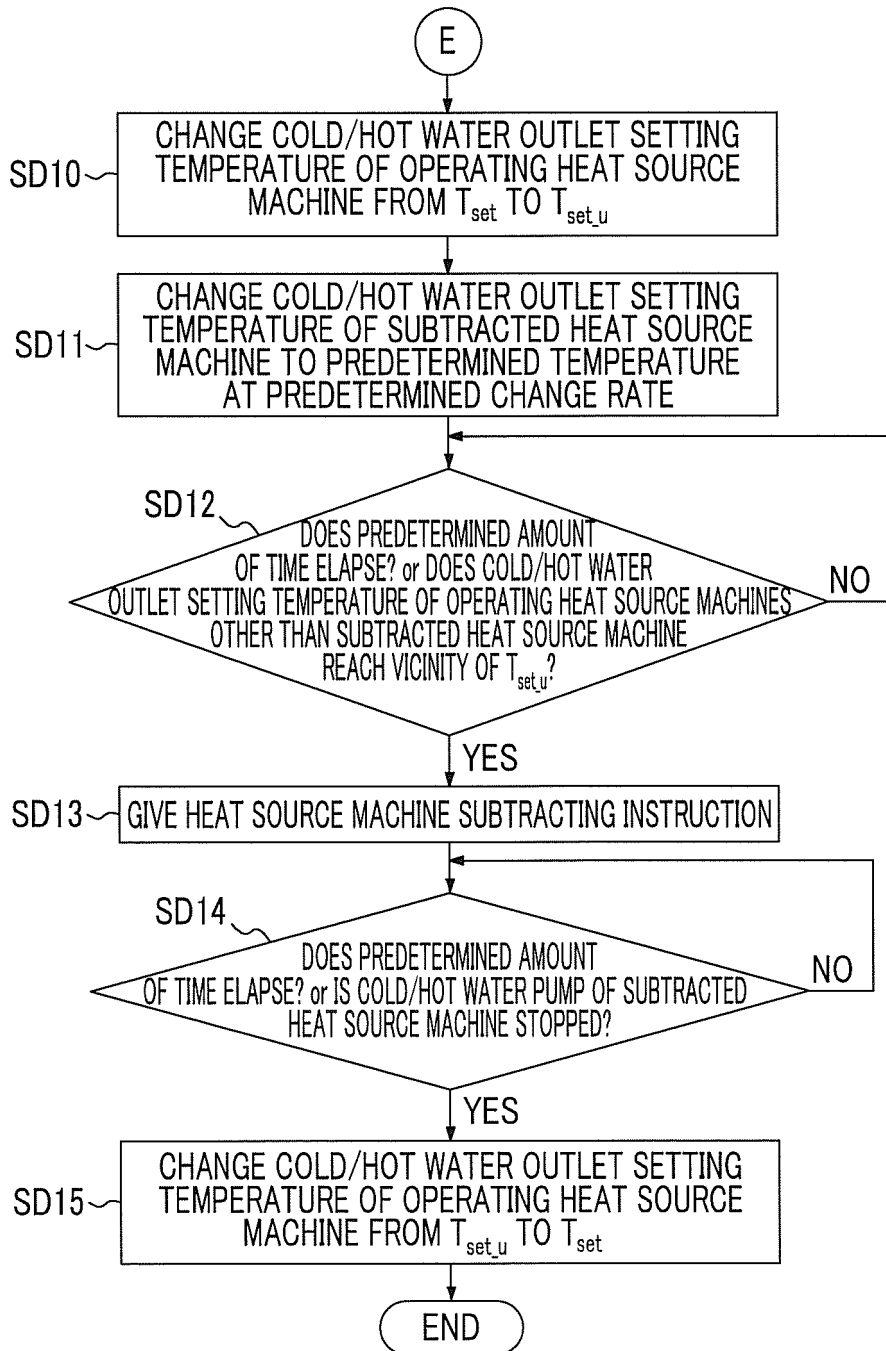 E
SD10
CHANGE COLD/HOT WATER OUTLET SETTING
TEMPERATURE OF OPERATING HEAT SOURCE
MACHINE FROM Tset TO Tset_u
SD11
CHANGE COLD/HOT WATER OUTLET SETTING
TEMPERATURE OF SUBTRACTED HEAT SOURCE
MACHINE TO PREDETERMINED TEMPERATURE
AT PREDETERMINED CHANGE RATE
SD12
DOES PREDETERMINED AMOUNT
OF TIME ELAPSE? or DOES COLD/HOT WATER
OUTLET SETTING TEMPERATURE OF OPERATING HEAT SOURCE MACHINES
OTHER THAN SUBTRACTED HEAT SOURCE MACHINE
REACH VICINITY OF Tset_u?
NO
YES
SD13
GIVE HEAT SOURCE MACHINE SUBTRACTING INSTRUCTION
SD14
DOES PREDETERMINED AMOUNT
OF TIME ELAPSE? or IS COLD/HOT WATER PUMP OF SUBTRACTED
HEAT SOURCE MACHINE STOPPED?
NO
YES
SD15
CHANGE COLD/HOT WATER OUTLET SETTING
TEMPERATURE OF OPERATING HEAT SOURCE
MACHINE FROM Tset_u TO Tset
END